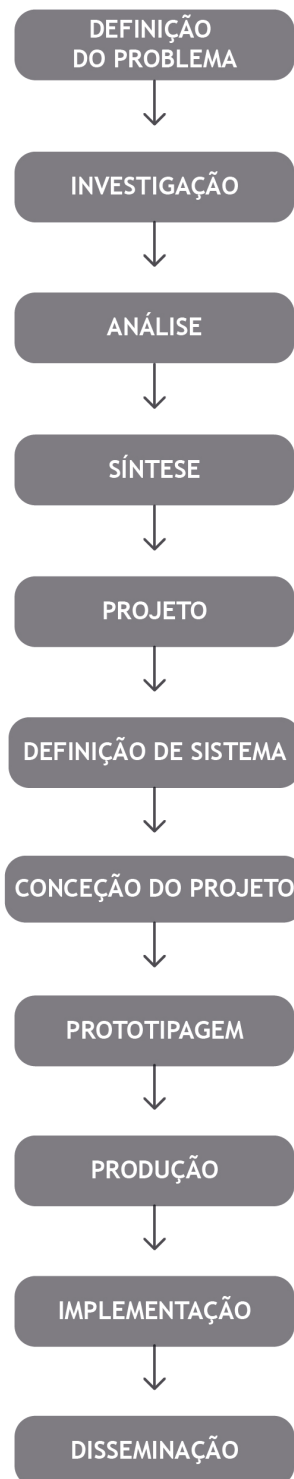 DEFINIÇÃO
DO PROBLEMA
INVESTIGAÇÃO
ANÁLISE
SÍNTESE
PROJETO
DEFINIÇÃO DE SISTEMA
CONCEÇÃO DO PROJETO
PROTOTIPAGEM
PRODUÇÃO
IMPLEMENTAÇÃO
DISSEMINAÇÃO